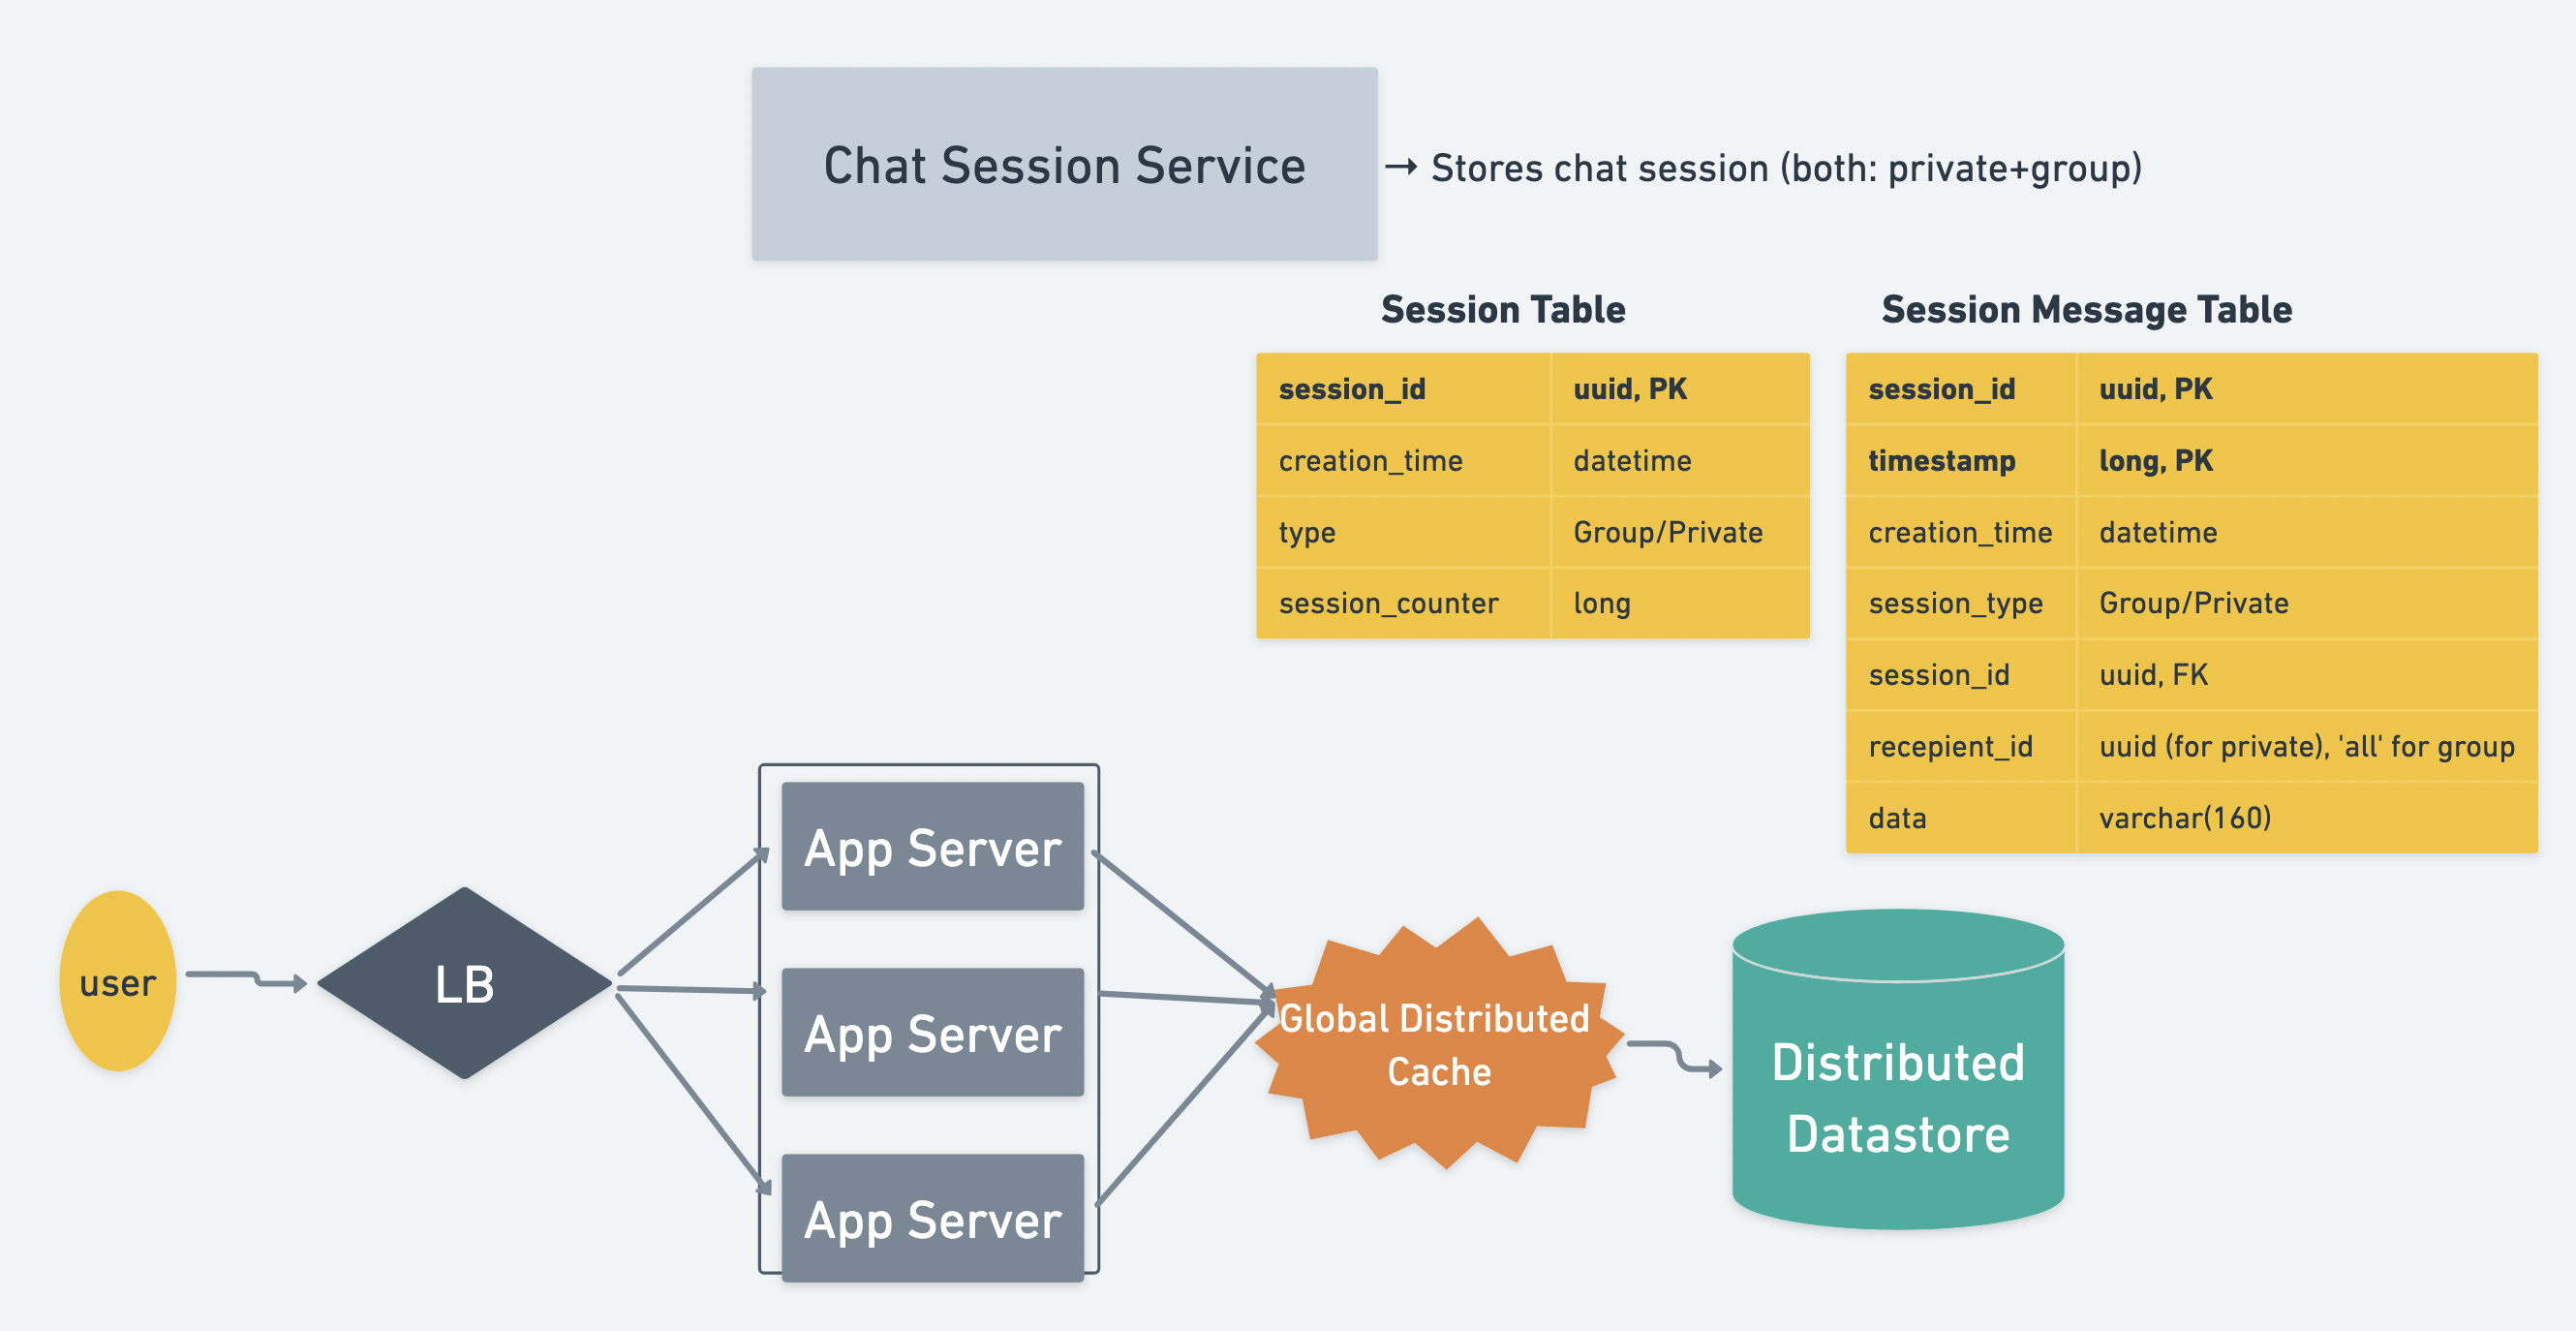 Chat Session Service
→ Stores chat session (both: private+group)
Session Table
session_id uuid, PK
creation_time datetime
type Group/Private
session_counter long
Session Message Table
session_id uuid, PK
timestamp long, PK
creation_time datetime
session_type Group/Private
session_id uuid, FK
recepient_id uuid (for private), 'all' for group
data varchar(160)
user
LB
App Server
App Server
App Server
Global Distributed
Cache
Distributed
Datastore